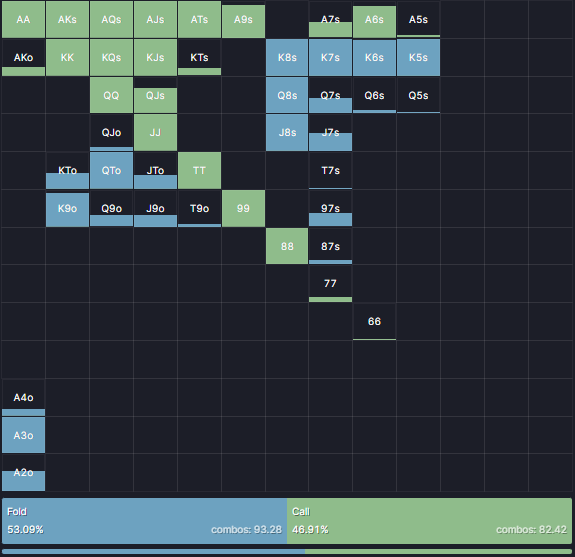 AA AKs AQs AJs ATs A9s A7s A6s A5s
AKo KK KQs KJs KTs K8s K7s K6s K5s
QQ QJs Q8s Q7s Q6s Q5s
QJo JJ J8s J7s
KTo QTo JTo TT T7s
K9o Q9o J9o T9o 99 97s
88 87s
77
66
A4o
A3o
A2o
Fold Call
53.09% combos: 93.28 46.91% combos: 82.42